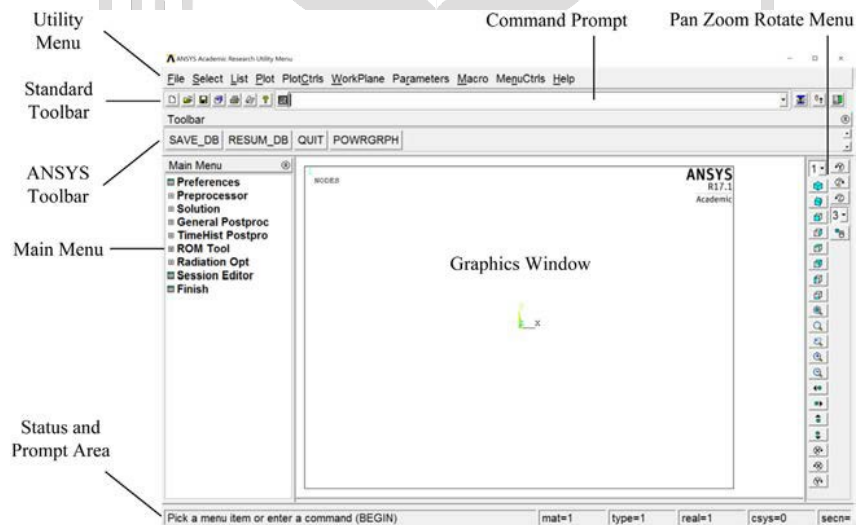 Utility Menu
Command Prompt
Pan Zoom Rotate Menu
ANSYS Academic Research Utility Menu
File Select List Plot PlotCtrls WorkPlane Parameters Macro MenuCtrls Help
Standard Toolbar
Toolbar
SAVE_DB RESUM_DB QUIT POWRGRPH
ANSYS Toolbar
Main Menu
Preferences
Preprocessor
Solution
General Postproc
TimeHist Postpro
ROM Tool
Radiation Opt
Session Editor
Finish
Main Menu
1
NODES
ANSYS
R17.1
Academic
Graphics Window
X
1
3
Status and Prompt Area
Pick a menu item or enter a command (BEGIN)
mat=1
type=1
real=1
csys=0
secn=